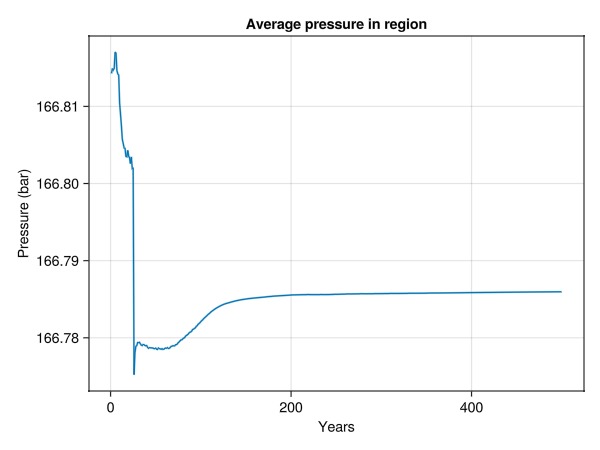 Average pressure in region
166.81
166.80
166.79
166.78
Pressure (bar)
0
200
400
Years